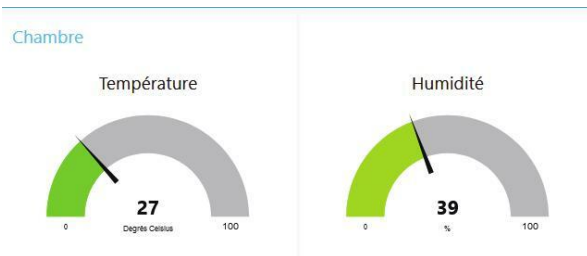 Chambre
Température
27
Degrés Celsius
0
100
Humidité
39
%
0
100